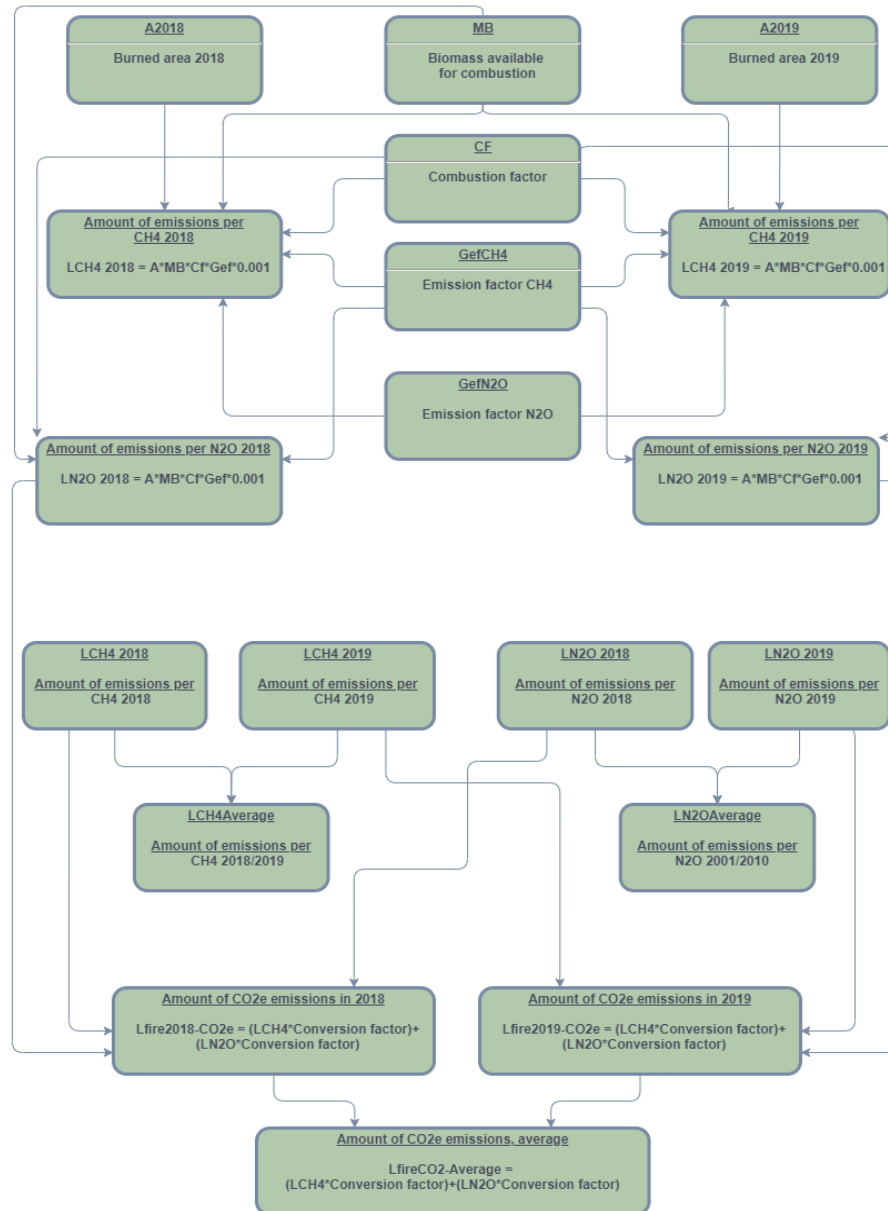 A2018
Burned area 2018
MB
Biomass available
for combustion
A2019
Burned area 2019
CF
Combustion factor
Amount of emissions per
CH4 2018
LCH4 2018 = A*MB*Cf*Gef*0.001
GefCH4
Emission factor CH4
Amount of emissions per
CH4 2019
LCH4 2019 = A*MB*Cf*Gef*0.001
GefN2O
Emission factor N2O
Amount of emissions per N2O 2018
LN2O 2018 = A*MB*Cf*Gef*0.001
Amount of emissions per N2O 2019
LN2O 2019 = A*MB*Cf*Gef*0.001
LCH4 2018
Amount of emissions per
CH4 2018
LCH4 2019
Amount of emissions per
CH4 2019
LN2O 2018
Amount of emissions per
N2O 2018
LN2O 2019
Amount of emissions per
N2O 2019
LCH4Average
Amount of emissions per
CH4 2018/2019
LN2OAverage
Amount of emissions per
N2O 2001/2010
Amount of CO2e emissions in 2018
Lfire2018-CO2e = (LCH4*Conversion factor)+
(LN2O*Conversion factor)
Amount of CO2e emissions in 2019
Lfire2019-CO2e = (LCH4*Conversion factor)+
(LN2O*Conversion factor)
Amount of CO2e emissions, average
LfireCO2-Average =
(LCH4*Conversion factor)+(LN2O*Conversion factor)